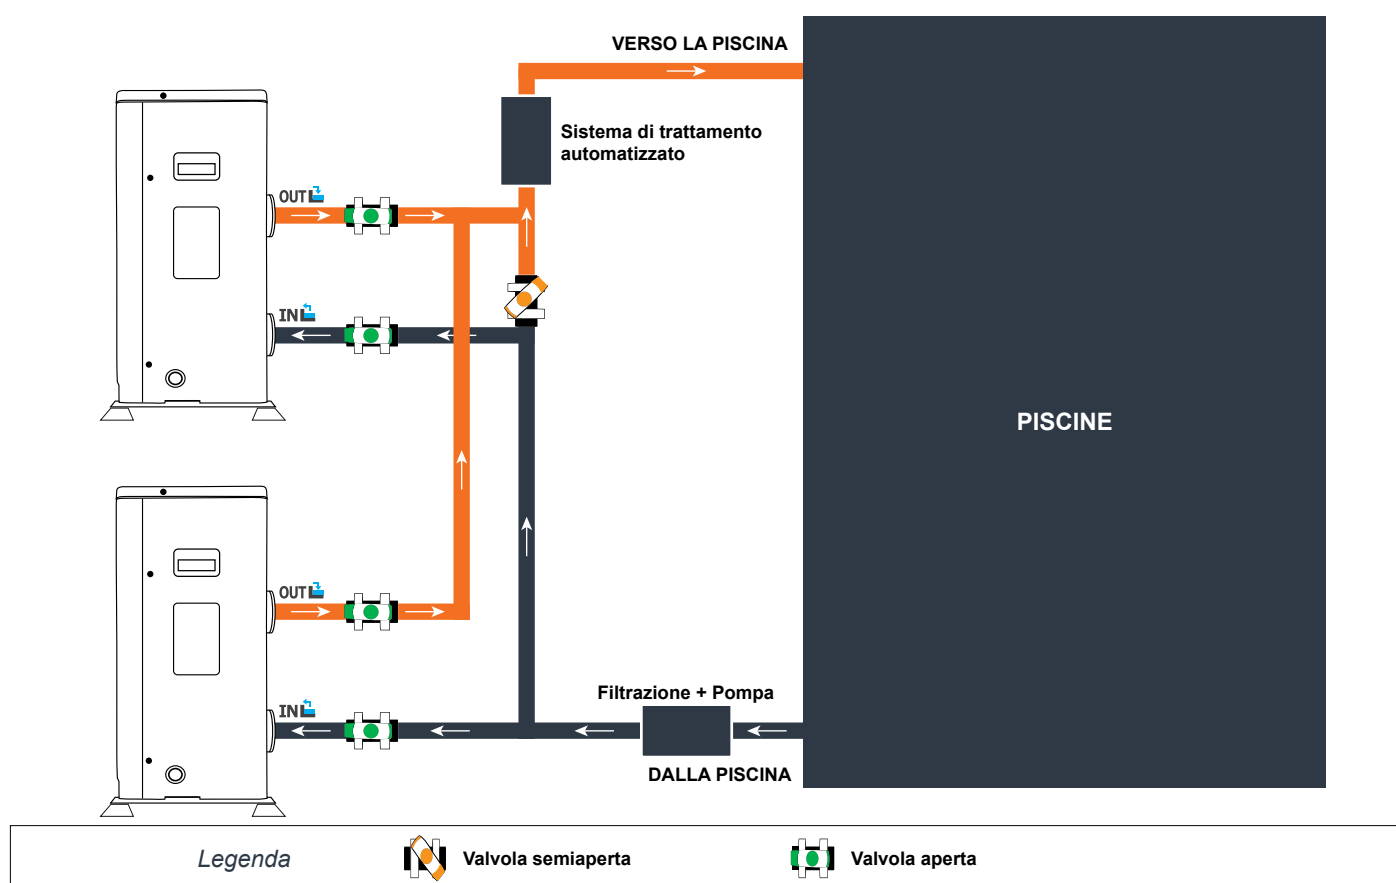 VERSO LA PISCINA
Sistema di trattamento
automatizzato
OUT
IN
PISCINE
OUT
IN
Filtrazione + Pompa
DALLA PISCINA
Legenda
Valvola semiaperta
Valvola aperta